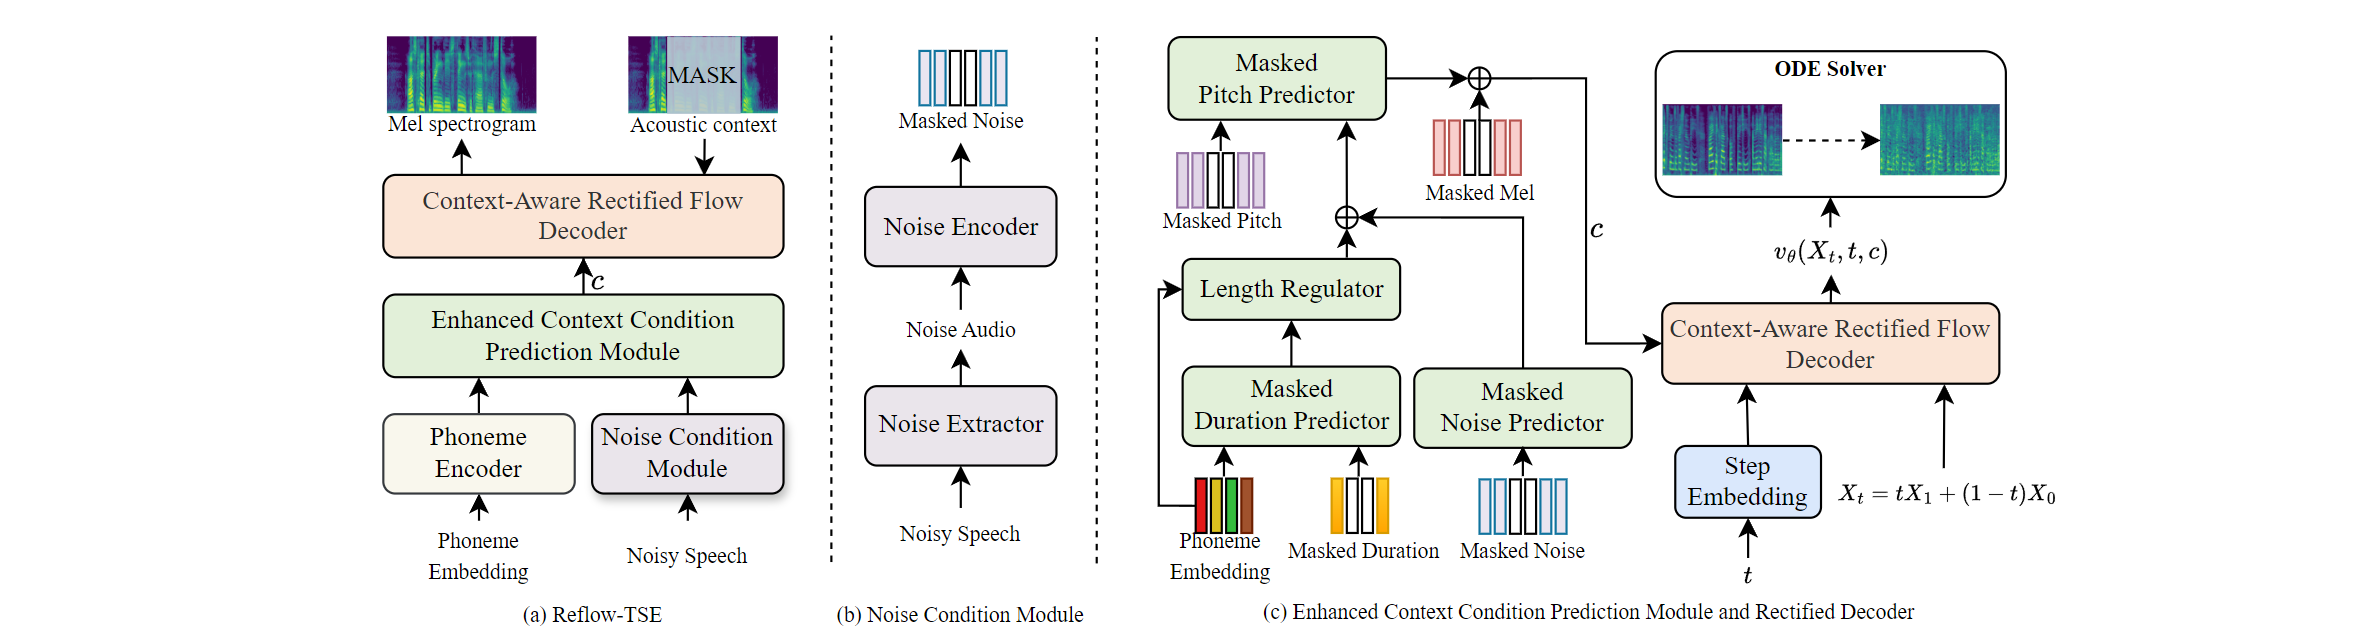 MASK
Mel spectrogram
Acoustic context
Context-Aware Rectified Flow
Decoder
c
Enhanced Context Condition
Prediction Module
Phoneme
Encoder
Noise Condition
Module
Phoneme
Embedding
Noisy Speech
(a) Reflow-TSE
Masked Noise
Noise Encoder
Noise Audio
Noise Extractor
Noisy Speech
(b) Noise Condition Module
Masked
Pitch Predictor
Masked Pitch
Masked Mel
c
Length Regulator
Masked
Duration Predictor
Masked
Noise Predictor
Phoneme
Embedding
Masked Duration
Masked Noise
ODE Solver
$v_\theta(X_t, t, c)$
Context-Aware Rectified Flow
Decoder
Step
Embedding
$X_t = tX_1 + (1 - t)X_0$
t
(c) Enhanced Context Condition Prediction Module and Rectified Decoder